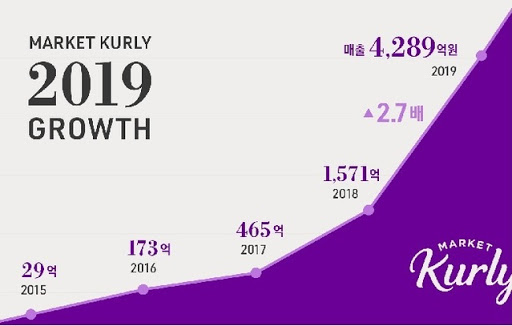 MARKET KURLY
2019
GROWTH
매출 4,289억원
2019
▲2.7배
1,571억
2018
465억
2017
173억
2016
29억
2015
MARKET
Kurly